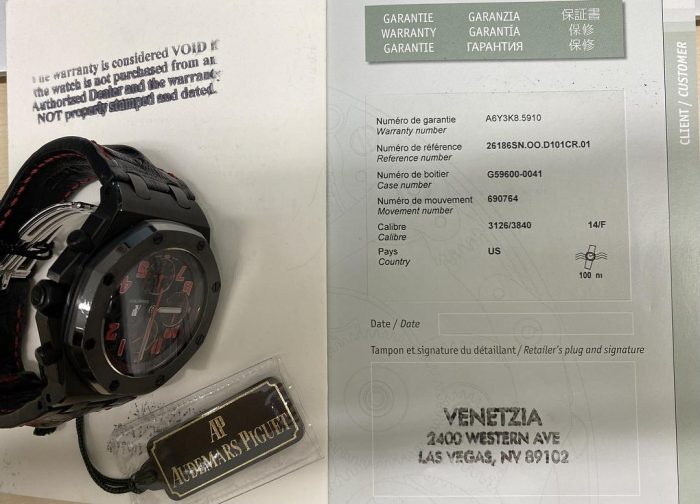 The warranty is considered VOID if
the watch is not purchased from an
Authorized Dealer and the warranty
NOT properly stamped and dated.
AP
AUDEMARS PIGUET
GARANTIE GARANZIA 保証書
WARRANTY GARANTÍA 保修
GARANTIE ГАРАНТИЯ 保修
CLIENT / CUSTOMER
Numéro de garantie A6Y3K8.5910
Warranty number
Numéro de référence 26186SN.OO.D101CR.01
Reference number
Numéro de boitier G59600-0041
Case number
Numéro de mouvement 690764
Movement number
Calibre 3126/3840 14/F
Calibre
Pays US
Country
100 m
Date / Date
Tampon et signature du détaillant / Retailer's plug and signature
VENETZIA
2400 WESTERN AVE
LAS VEGAS, NV 89102